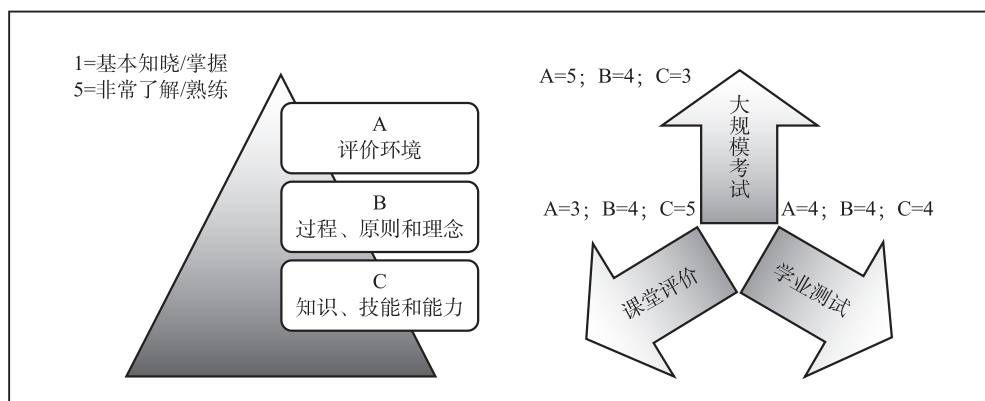 1=基本知晓/掌握
5=非常了解/熟练
A
评价环境
B
过程、原则和理念
C
知识、技能和能力
A=5；B=4；C=3
大规模考试
A=3；B=4；C=5
A=4；B=4；C=4
课堂评价
学业测试